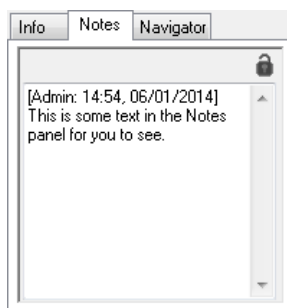 Info Notes Navigator
[Admin: 14:54, 06/01/2014]
This is some text in the Notes
panel for you to see.